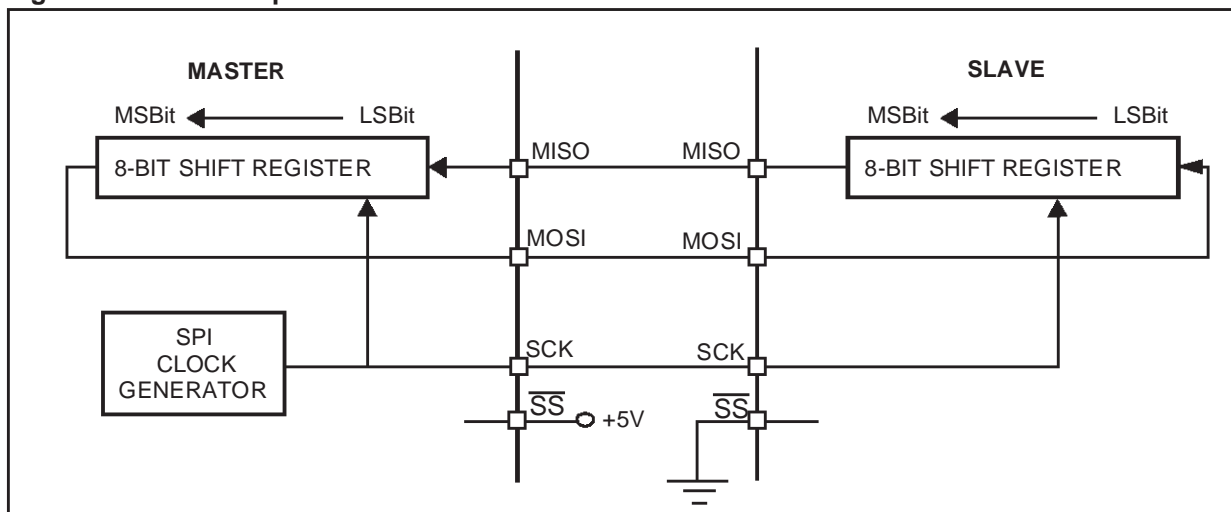 MASTER
SLAVE
MSBit LSBit
MSBit LSBit
8-BIT SHIFT REGISTER
8-BIT SHIFT REGISTER
MISO MISO
MOSI MOSI
SPI
CLOCK
GENERATOR
SCK SCK
SS +5V
SS